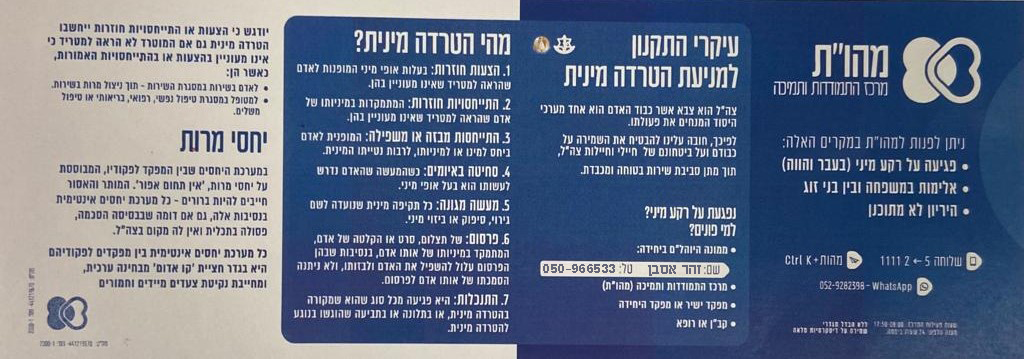 מהו"ת
מרכז התמודדות ותמיכה
ניתן לפנות למהו"ת במקרים האלה:
• פגיעה על רקע מיני (בעבר והווה)
• אלימות במשפחה ובין בני זוג
• היריון לא מתוכנן
שלוחה 5 ← 2 1111
מהות + Ctrl K
052-9282398 - WhatsApp
ללא הבדל מגדרי
שמירה על דיסקרטיות מלאה
עיקרי התקנון
למניעת הטרדה מינית
צה"ל הוא צבא אשר כבוד האדם הוא אחד מערכי
היסוד המנחים את פעולתו.
לפיכך, חובה עלינו להבטיח את השמירה על
כבודם ועל ביטחונם של חיילי וחיילות צה"ל,
תוך מתן סביבת שירות בטוחה ומכבדת.
נפגעת על רקע מיני?
למי פונים?
• ממונה היוהל"ם ביחידה:
שם: זהר אסבן טל: 050-966533
• מרכז התמודדות ותמיכה (מהו"ת)
• מפקד ישיר או מפקד היחידה
• קב"ן או רופא
מהי הטרדה מינית?
1. הצעות חוזרות: בעלות אופי מיני המופנות לאדם
שהראה למטריד שאינו מעוניין בהן.
2. התייחסויות חוזרות: המתמקדות במיניותו של
אדם שהראה למטריד שאינו מעוניין בהן.
3. התייחסות מבזה או משפילה: המופנית לאדם
ביחס למינו או למיניותו, לרבות נטייתו המינית.
4. סחיטה באיומים: כשהמעשה שהאדם נדרש
לעשותו הוא בעל אופי מיני.
5. מעשה מגונה: כל תקיפה מינית שנועדה לשם
גירוי, סיפוק או ביזוי מיני.
6. פרסום: של תצלום, סרט או הקלטה של אדם,
המתמקד במיניותו של אותו אדם, בנסיבות שבהן
הפרסום עלול להשפיל את האדם ולבזותו, ולא ניתנה
הסכמתו של אותו אדם לפרסום.
7. התנכלות: היא פגיעה מכל סוג שהוא שמקורה
בהטרדה מינית, או בתלונה או בתביעה שהוגשו בנוגע
להטרדה מינית.
יודגש כי הצעות או התייחסויות חוזרות ייחשבו
הטרדה מינית גם אם המוטרד לא הראה למטריד כי
אינו מעוניין בהצעות או בהתייחסויות האמורות,
כאשר הן:
• לאדם בשירות במסגרת השירות - תוך ניצול מרות בשירות.
• למטופל במסגרת טיפול נפשי, רפואי, בריאותי או טיפול
משלים.
יחסי מרות
במערכת היחסים שבין המפקד לפקודיו, המבוססת
על יחסי מרות, 'אין תחום אפור'. המותר והאסור
חייבים להיות ברורים - כל מערכת יחסים אינטימית
בנסיבות אלה, גם אם דומה שבבסיסה הסכמה,
פסולה בתכלית ואין לה מקום בצה"ל.
כל מערכת יחסים אינטימית בין מפקדים לפקודיהם
היא בגדר חציית 'קו אדום' מבחינה ערכית,
ומחייבת נקיטת צעדים מיידים וחמורים